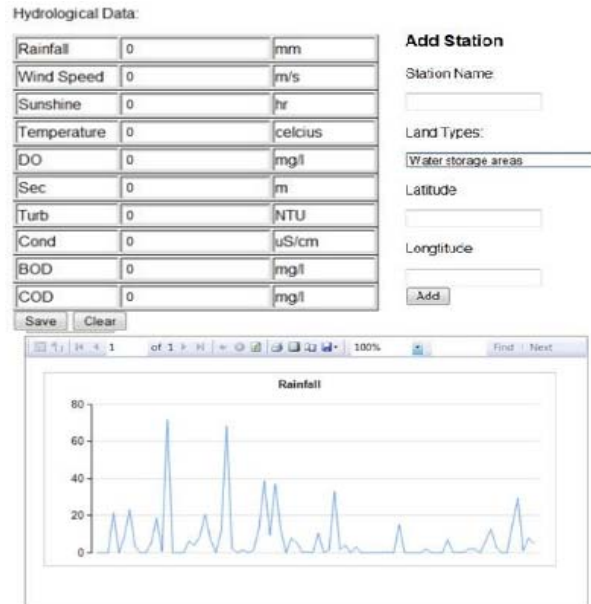 Hydrological Data:
Rainfall 0 mm
Wind Speed 0 m/s
Sunshine 0 hr
Temperature 0 celcius
DO 0 mg/l
Sec 0 m
Turb 0 NTU
Cond 0 uS/cm
BOD 0 mg/l
COD 0 mg/l
Save Clear
Add Station
Station Name
Land Types:
Water storage areas
Latitude
Longtitude
Add
1 of 1 100% Find | Next
Rainfall
80
60
40
20
0